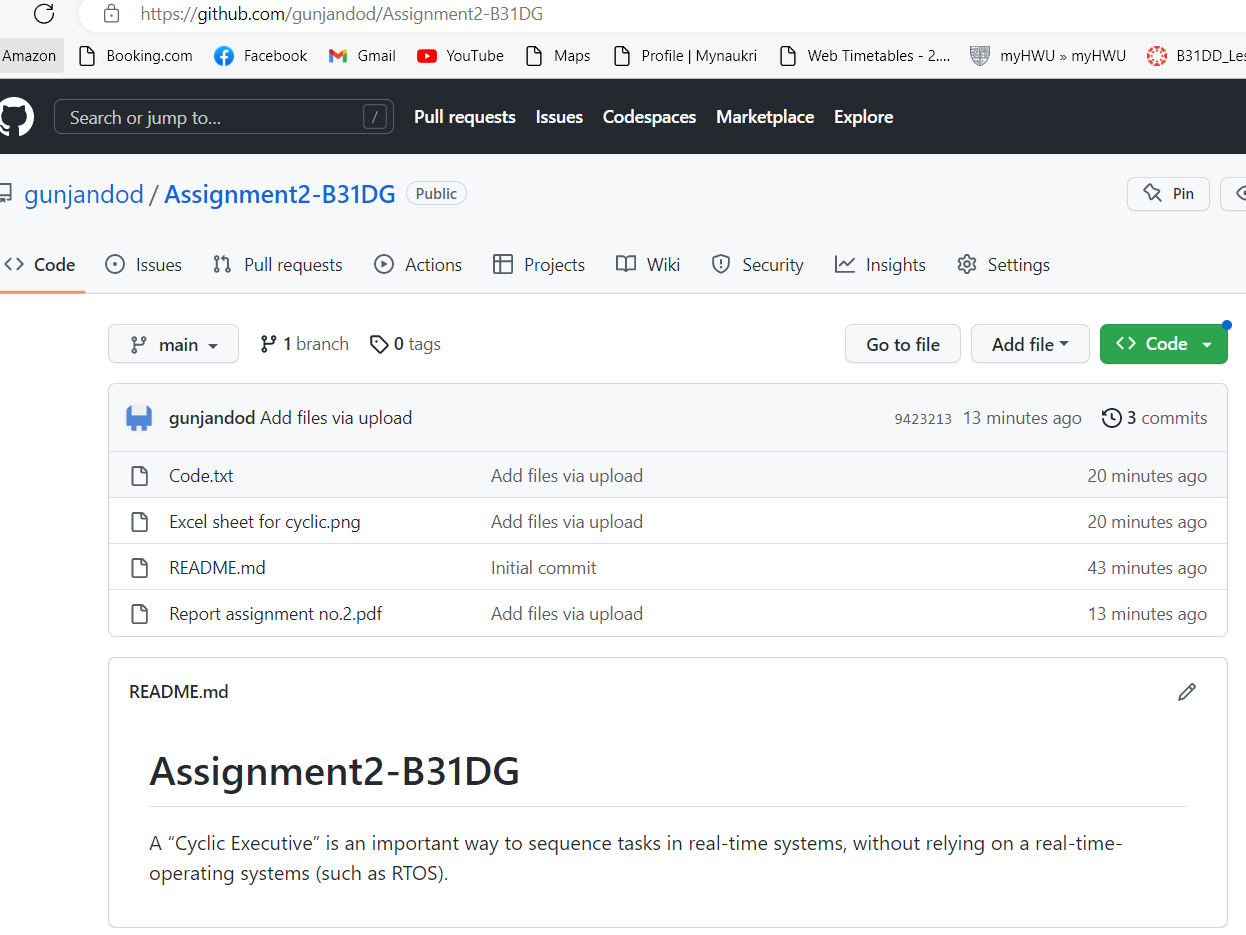 https://github.com/gunjandod/Assignment2-B31DG
Amazon Booking.com Facebook Gmail YouTube Maps Profile | Mynaukri Web Timetables - 2.... myHWU » myHWU B31DD_Les
Search or jump to... / Pull requests Issues Codespaces Marketplace Explore
gunjandod / Assignment2-B31DG Public Pin
Code Issues Pull requests Actions Projects Wiki Security Insights Settings
main 1 branch 0 tags Go to file Add file Code
gunjandod Add files via upload 9423213 13 minutes ago 3 commits
Code.txt Add files via upload 20 minutes ago
Excel sheet for cyclic.png Add files via upload 20 minutes ago
README.md Initial commit 43 minutes ago
Report assignment no.2.pdf Add files via upload 13 minutes ago
README.md
Assignment2-B31DG
A “Cyclic Executive” is an important way to sequence tasks in real-time systems, without relying on a real-time-
operating systems (such as RTOS).